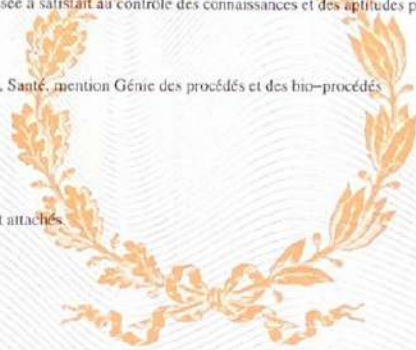 sée a satisfait au contrôle des connaissances et des aptitudes p
, Santé, mention Génie des procédés et des bio-procédés
t attachés.